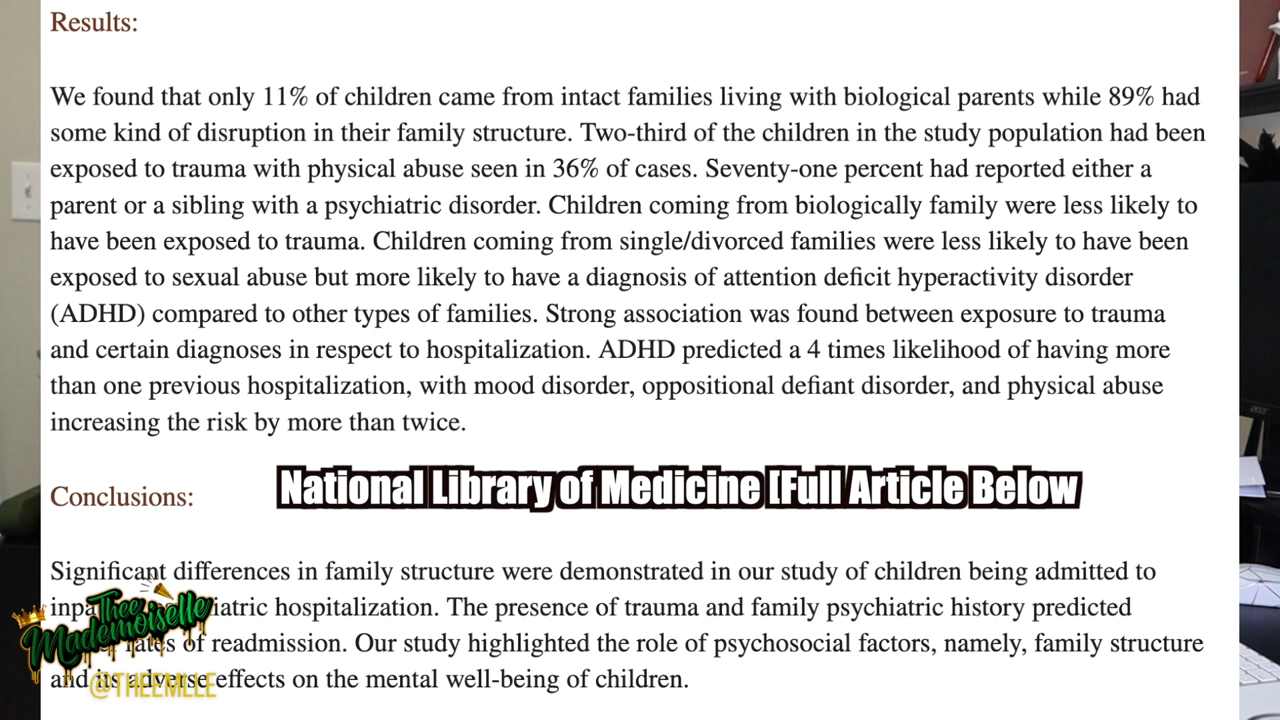 Results:
We found that only 11% of children came from intact families living with biological parents while 89% had
some kind of disruption in their family structure. Two-third of the children in the study population had been
exposed to trauma with physical abuse seen in 36% of cases. Seventy-one percent had reported either a
parent or a sibling with a psychiatric disorder. Children coming from biologically family were less likely to
have been exposed to trauma. Children coming from single/divorced families were less likely to have been
exposed to sexual abuse but more likely to have a diagnosis of attention deficit hyperactivity disorder
(ADHD) compared to other types of families. Strong association was found between exposure to trauma
and certain diagnoses in respect to hospitalization. ADHD predicted a 4 times likelihood of having more
than one previous hospitalization, with mood disorder, oppositional defiant disorder, and physical abuse
increasing the risk by more than twice.
National Library of Medicine [Full Article Below
Conclusions:
Significant differences in family structure were demonstrated in our study of children being admitted to
hospitalization. The presence of trauma and family psychiatric history predicted
of readmission. Our study highlighted the role of psychosocial factors, namely, family structure
and its adverse effects on the mental well-being of children.
Thee
Mademoiselle
@THEEMLLE